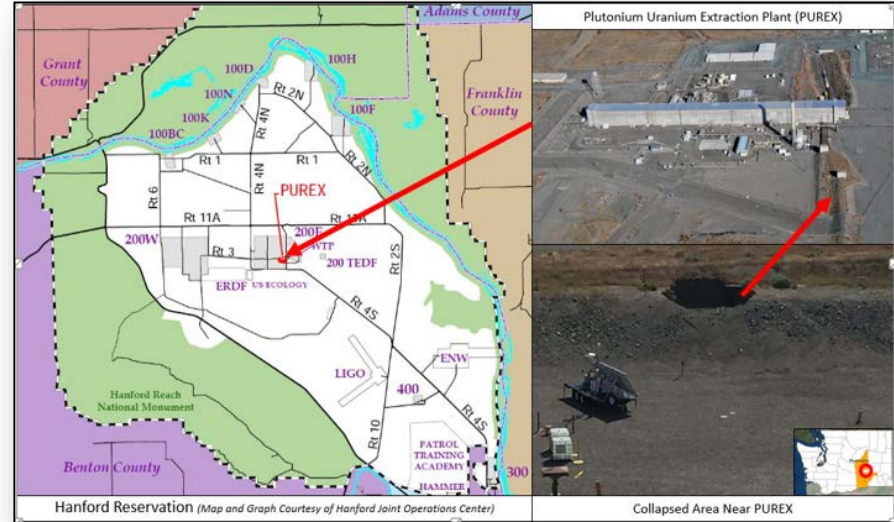 Adams County
Plutonium Uranium Extraction Plant (PUREX)
Grant
County
100H
100D
Rt 2N
100N
100K
Rt 4N
100F
Franklin
County
100BC
Rt 1
Rt 1
Rt 2N
Rt 6
Rt 4N
PUREX
Rt 11A
200W
200E
WTP
Rt 3
200 TEDF
Rt 2S
ERDF
US ECOLOGY
Rt 4S
LIGO
ENW
400
Hanford Reach
National Monument
Rt 10
Rt 4S
PATROL
TRAINING
ACADEMY
Benton County
300
HAMMER
Hanford Reservation (Map and Graph Courtesy of Hanford Joint Operations Center)
Collapsed Area Near PUREX